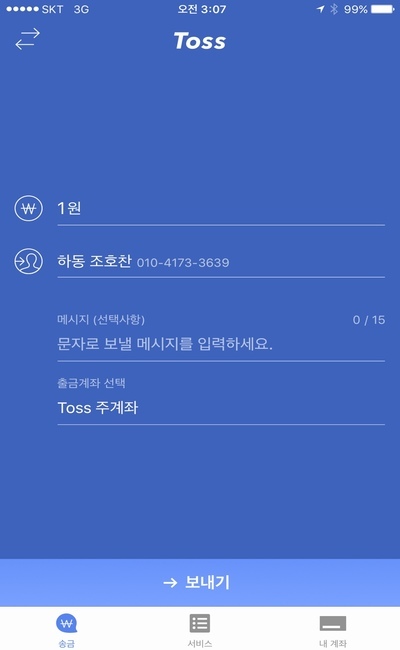 SKT 3G 오전 3:07 99%
Toss
₩ 1원
하동 조호찬 010-4173-3639
메시지 (선택사항) 0 / 15
문자로 보낼 메시지를 입력하세요.
출금계좌 선택
Toss 주계좌
→ 보내기
₩
송금 서비스 내 계좌